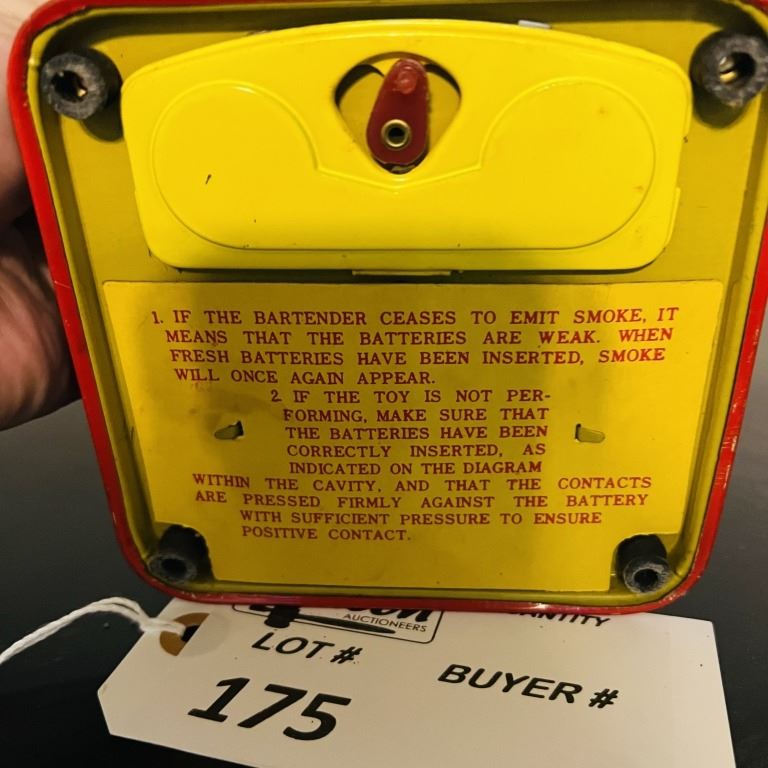 1. IF THE BARTENDER CEASES TO EMIT SMOKE, IT
MEANS THAT THE BATTERIES ARE WEAK. WHEN
FRESH BATTERIES HAVE BEEN INSERTED, SMOKE
WILL ONCE AGAIN APPEAR.
2. IF THE TOY IS NOT PER-
FORMING, MAKE SURE THAT
THE BATTERIES HAVE BEEN
CORRECTLY INSERTED, AS
INDICATED ON THE DIAGRAM
WITHIN THE CAVITY, AND THAT THE CONTACTS
ARE PRESSED FIRMLY AGAINST THE BATTERY
WITH SUFFICIENT PRESSURE TO ENSURE
POSITIVE CONTACT.
AUCTIONEERS
LOT #
BUYER #
175